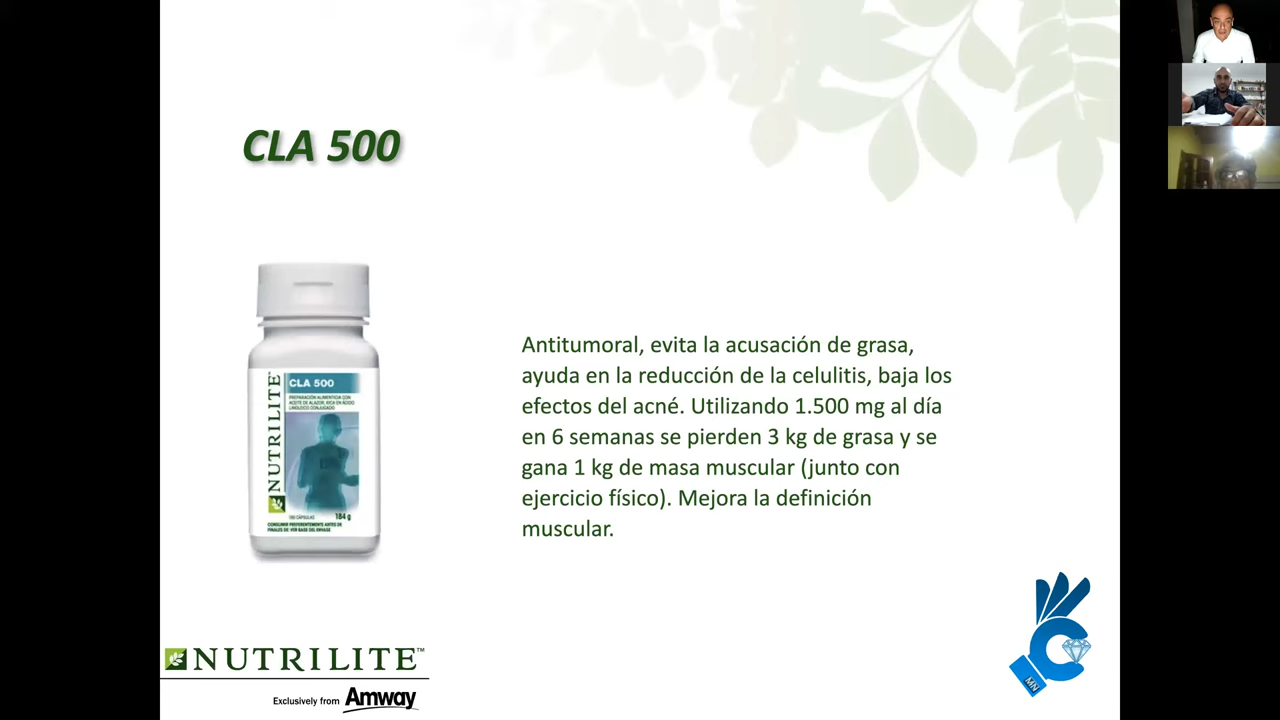 CLA 500
NUTRILITE
CLA 500
PREPARACIÓN ALIMENTICIA CON
ACEITE DE ALAZOR, RICA EN ÁCIDO
LINOLEICO CONJUGADO
180 CÁPSULAS
184 g
CONSUMIR PREFERENTEMENTE ANTES DE
FINALES DE: VER BASE DEL ENVASE
Antitumoral, evita la acusación de grasa,
ayuda en la reducción de la celulitis, baja los
efectos del acné. Utilizando 1.500 mg al día
en 6 semanas se pierden 3 kg de grasa y se
gana 1 kg de masa muscular (junto con
ejercicio físico). Mejora la definición
muscular.
NUTRILITE™
Exclusively from Amway
MN